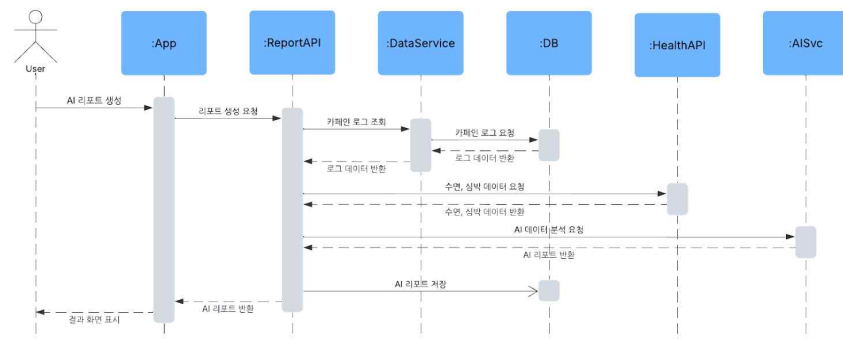 User
:App
:ReportAPI
:DataService
:DB
:HealthAPI
:AISvc
AI 리포트 생성
리포트 생성 요청
카페인 로그 조회
카페인 로그 요청
로그 데이터 반환
로그 데이터 반환
수면, 심박 데이터 요청
수면, 심박 데이터 반환
AI 데이터 분석 요청
AI 리포트 반환
AI 리포트 저장
AI 리포트 반환
결과 화면 표시